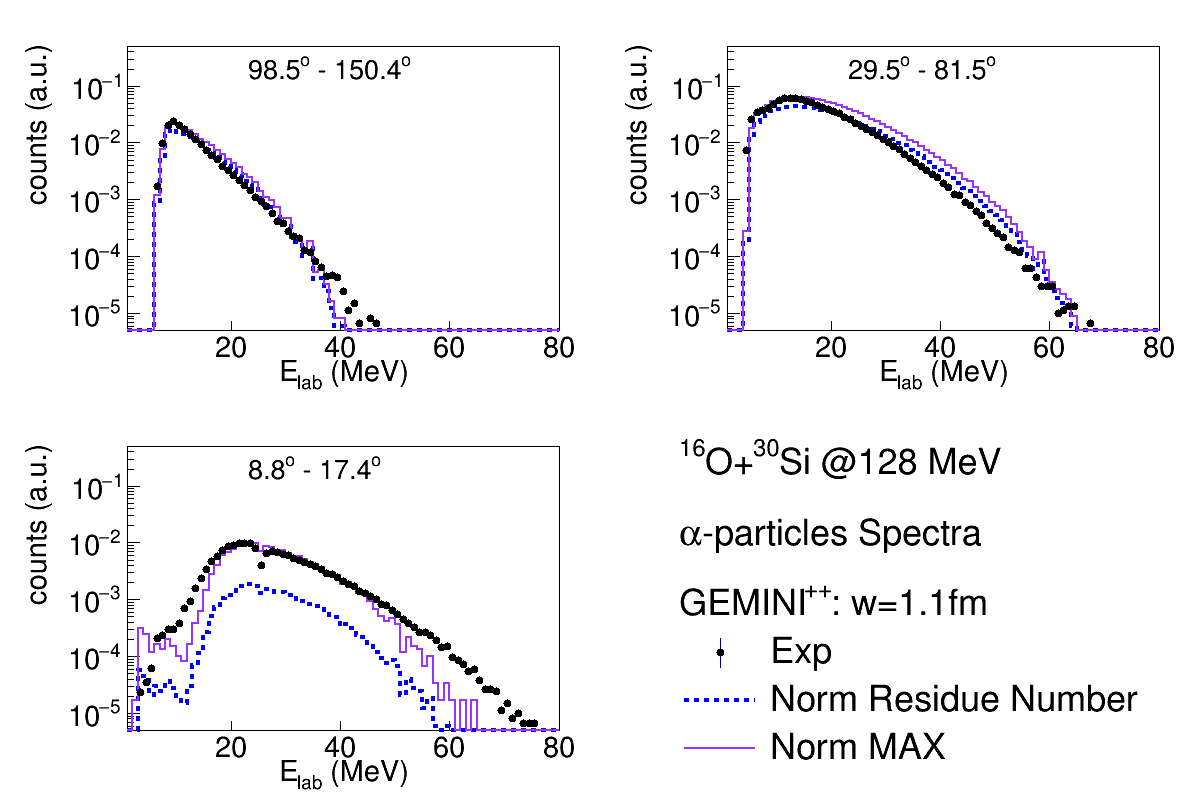 98.5° - 150.4°
counts (a.u.)
10⁻¹
10⁻²
10⁻³
10⁻⁴
10⁻⁵
20 40 60 80
E_lab (MeV)
29.5° - 81.5°
counts (a.u.)
10⁻¹
10⁻²
10⁻³
10⁻⁴
10⁻⁵
20 40 60 80
E_lab (MeV)
8.8° - 17.4°
counts (a.u.)
10⁻¹
10⁻²
10⁻³
10⁻⁴
10⁻⁵
20 40 60 80
E_lab (MeV)
¹⁶O+³⁰Si @128 MeV
α-particles Spectra
GEMINI⁺⁺: w=1.1fm
Exp
Norm Residue Number
Norm MAX